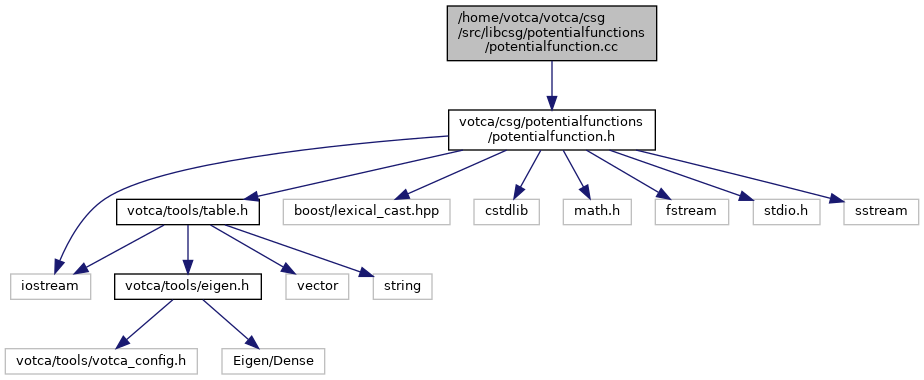 /home/votca/votca/csg
/src/libcsg/potentialfunctions
/potentialfunction.cc
votca/csg/potentialfunctions
/potentialfunction.h
votca/tools/table.h
boost/lexical_cast.hpp
cstdlib
math.h
fstream
stdio.h
sstream
iostream
votca/tools/eigen.h
vector
string
votca/tools/votca_config.h
Eigen/Dense